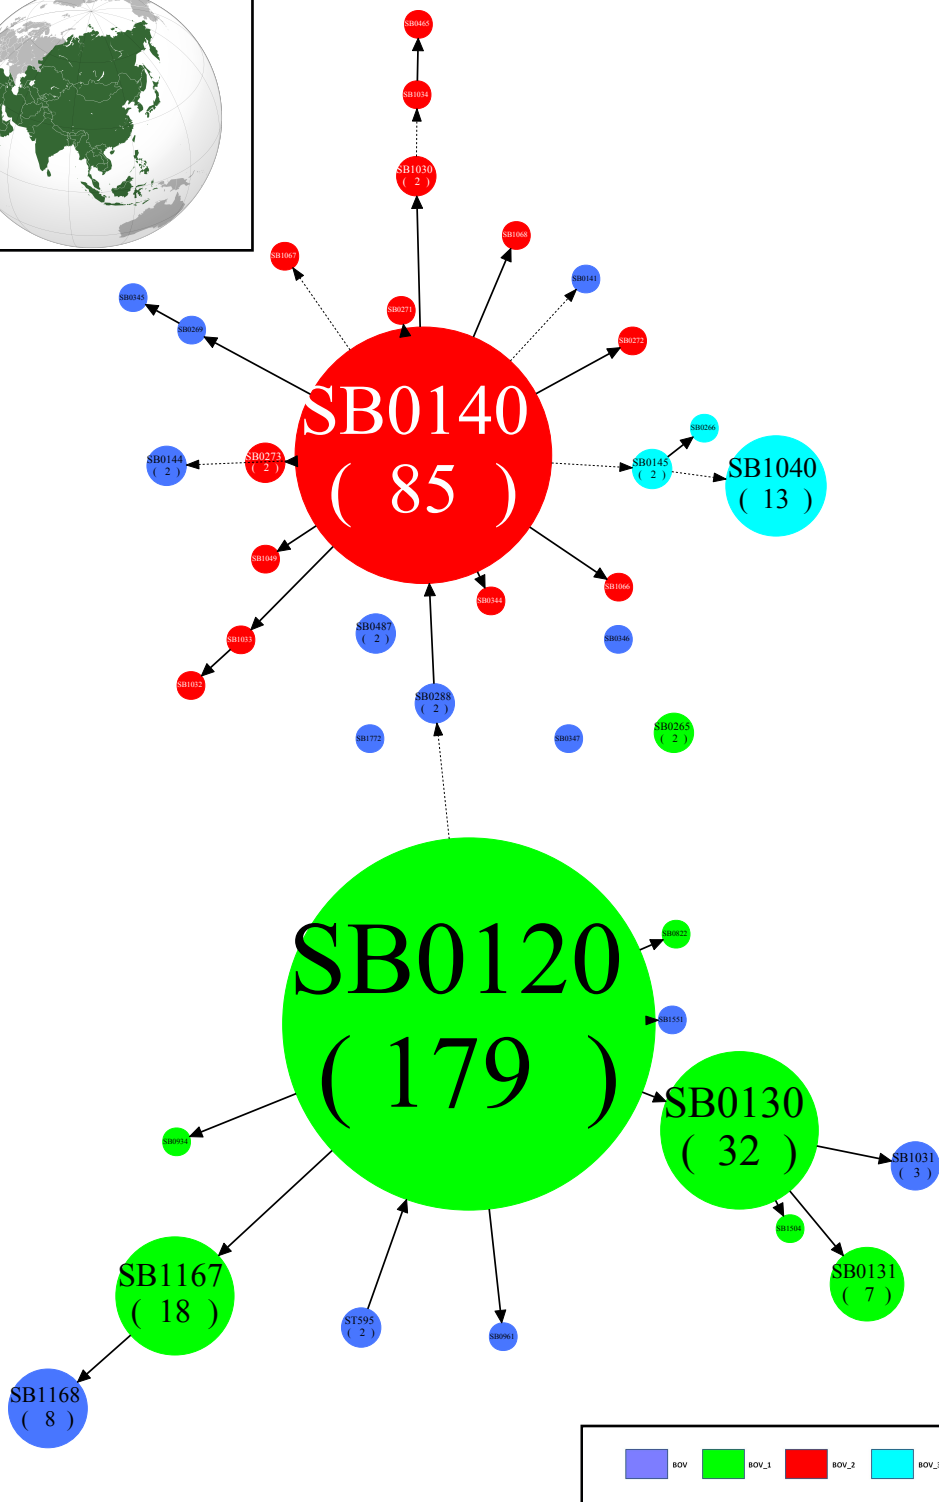 SB0465
SB1034
SB1030
( 2 )
SB1068
SB1067
SB0141
SB0345
SB0271
SB0269
SB0272
SB0140
( 85 )
SB0266
SB0144
( 2 )
SB0273
( 2 )
SB0145
( 2 )
SB1040
( 13 )
SB1049
SB1066
SB0344
SB0487
( 2 )
SB1033
SB0346
SB1032
SB0288
( 2 )
SB1772
SB0347
SB0265
( 2 )
SB0120
( 179 )
SB0822
SB1551
SB0130
( 32 )
SB0934
SB1031
( 3 )
SB1504
SB1167
( 18 )
SB0131
( 7 )
ST595
( 2 )
SB0961
SB1168
( 8 )
BOV BOV_1 BOV_2 BOV_3